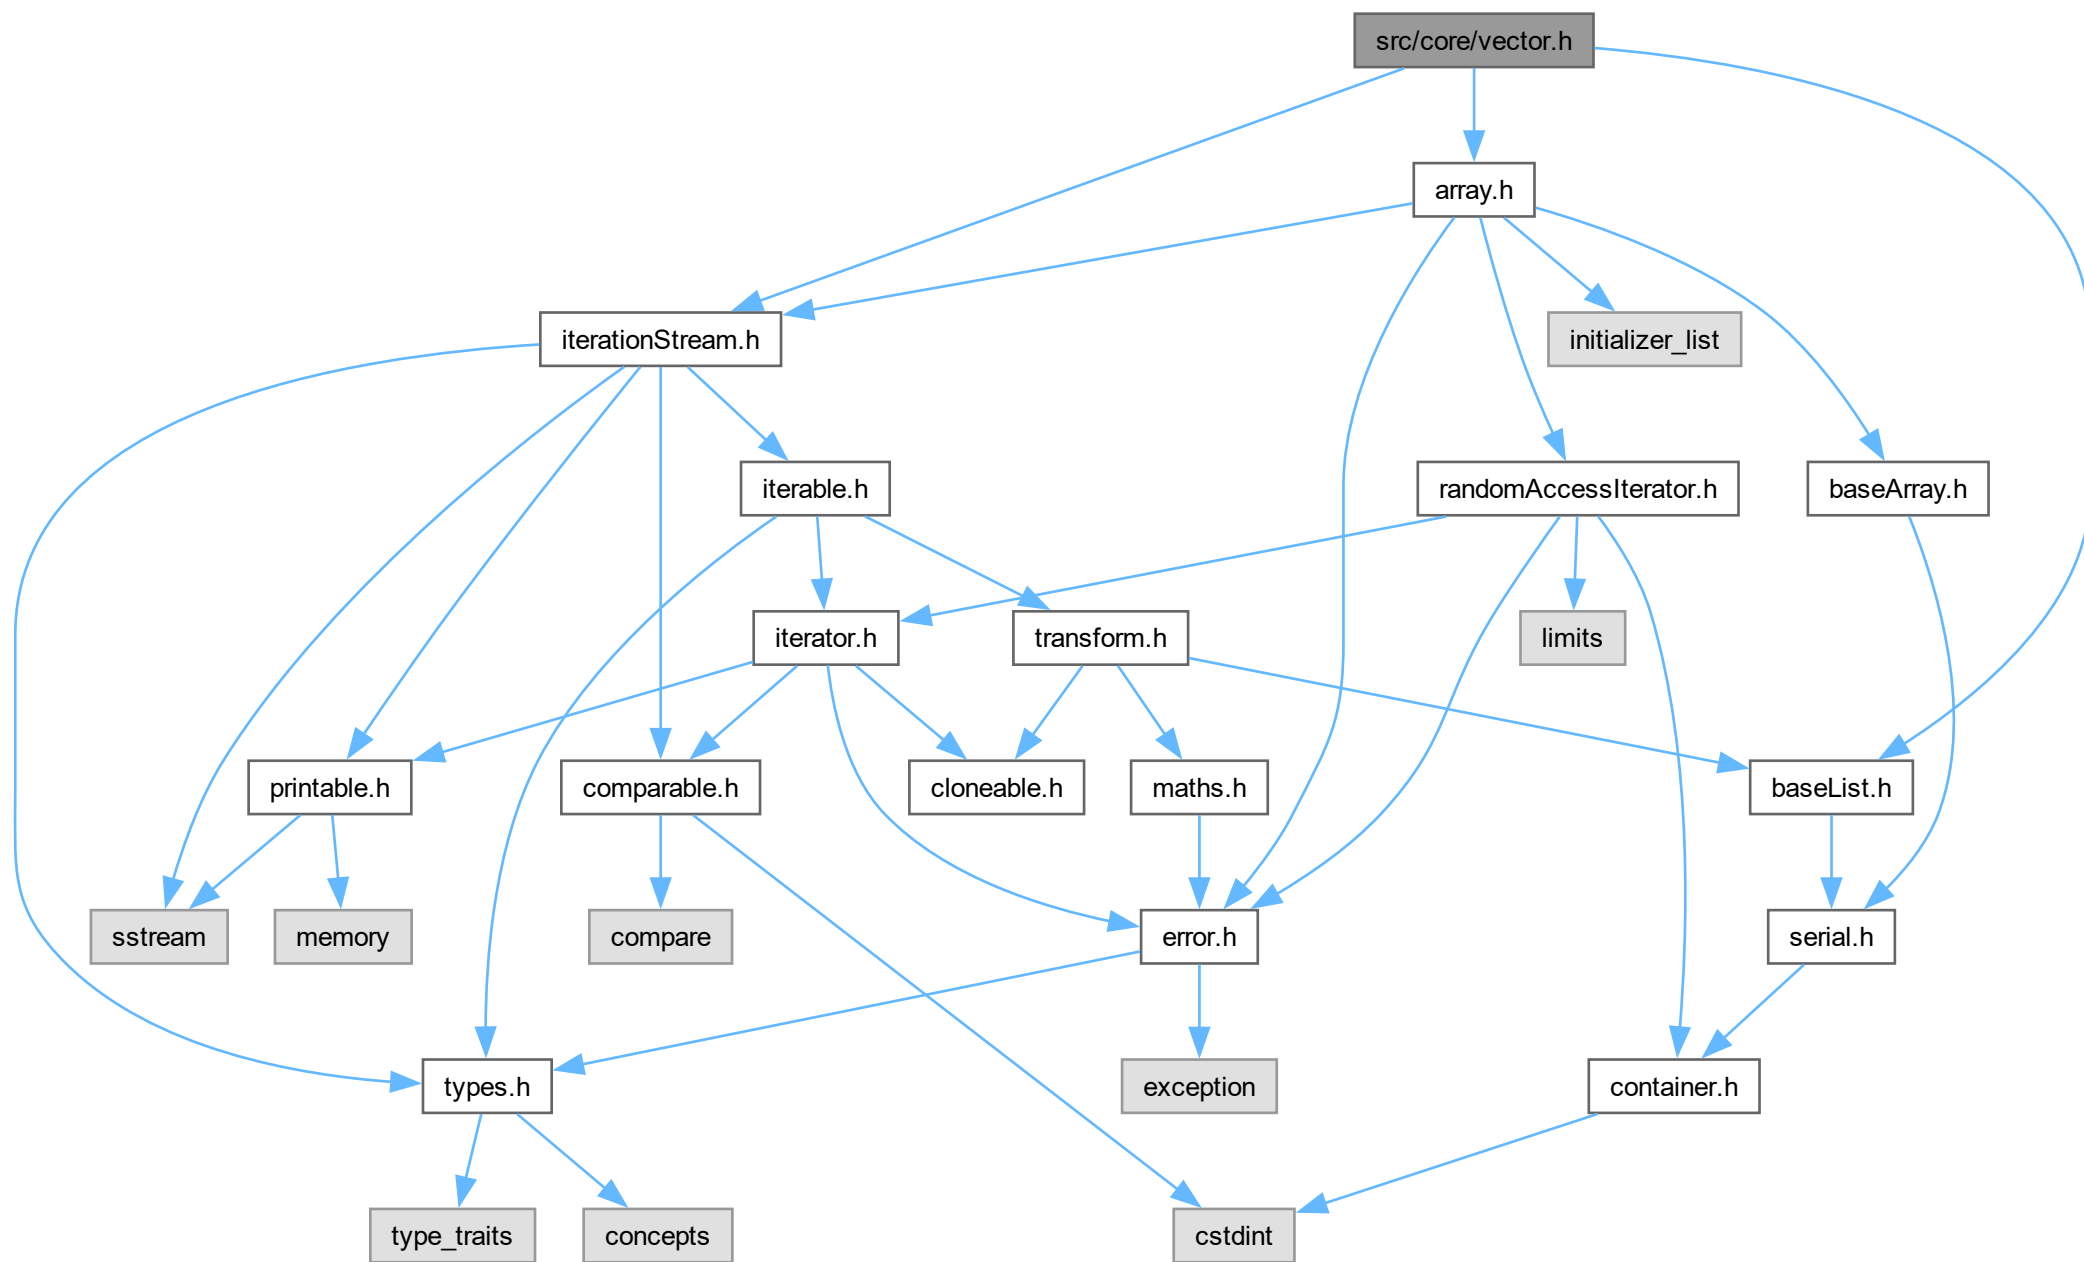 src/core/vector.h
array.h
iterationStream.h
initializer_list
iterable.h
randomAccessIterator.h
baseArray.h
iterator.h
transform.h
limits
printable.h
comparable.h
cloneable.h
maths.h
baseList.h
sstream
memory
compare
error.h
serial.h
types.h
exception
container.h
type_traits
concepts
cstdint